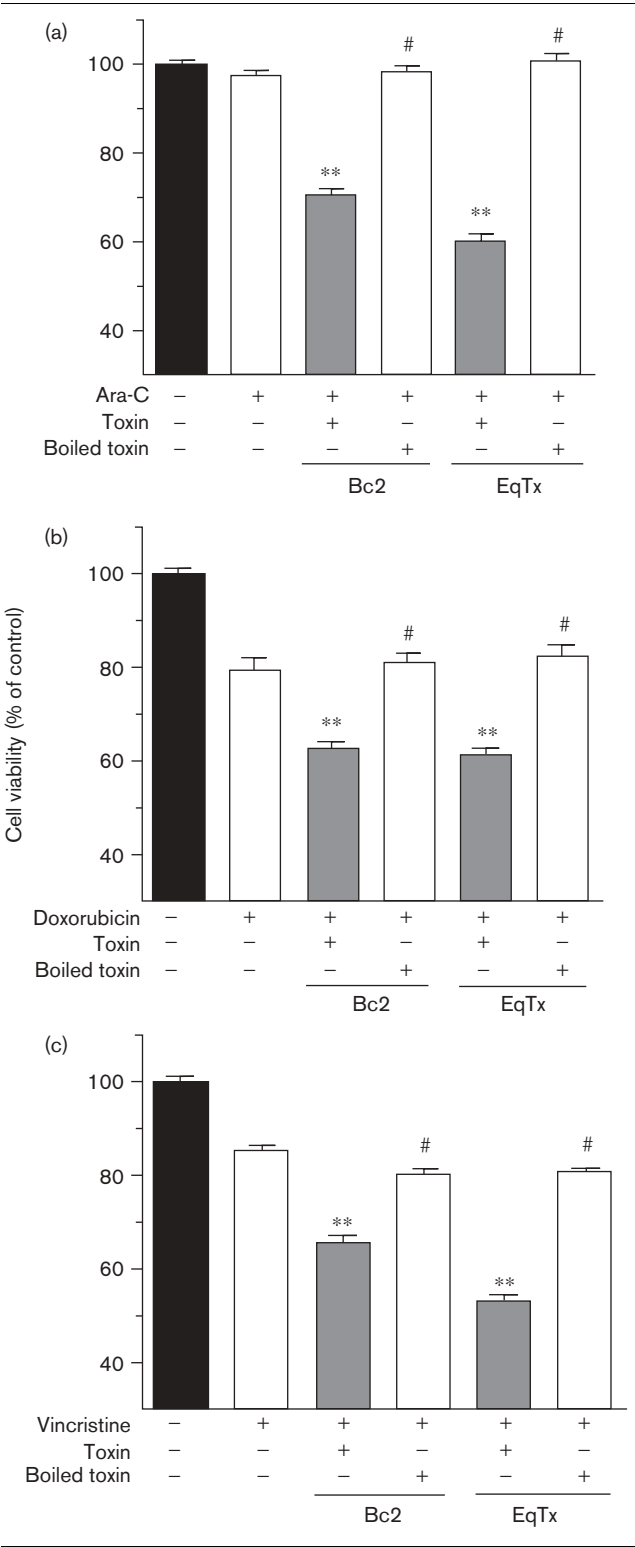 (a)
#
#
100
80
**
**
60
40
Ara-C − + + + + +
Toxin − − + − + −
Boiled toxin − − − + − +
Bc2 EqTx
(b)
100
#
#
80
**
**
60
40
Cell viability (% of control)
Doxorubicin − + + + + +
Toxin − − + − + −
Boiled toxin − − − + − +
Bc2 EqTx
(c)
100
#
#
80
**
**
60
40
Vincristine − + + + + +
Toxin − − + − + −
Boiled toxin − − − + − +
Bc2 EqTx